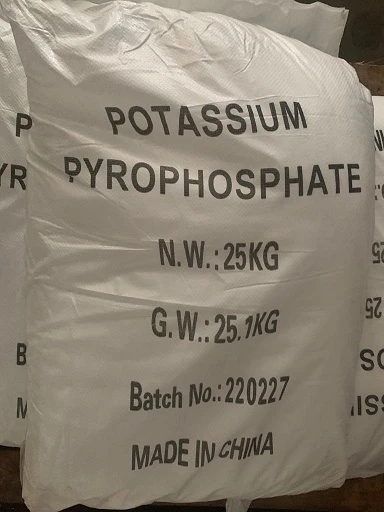 POTASSIUM
PYROPHOSPHATE
N.W.:25KG
G.W.:25.1KG
Batch No.:220227
MADE IN CHINA